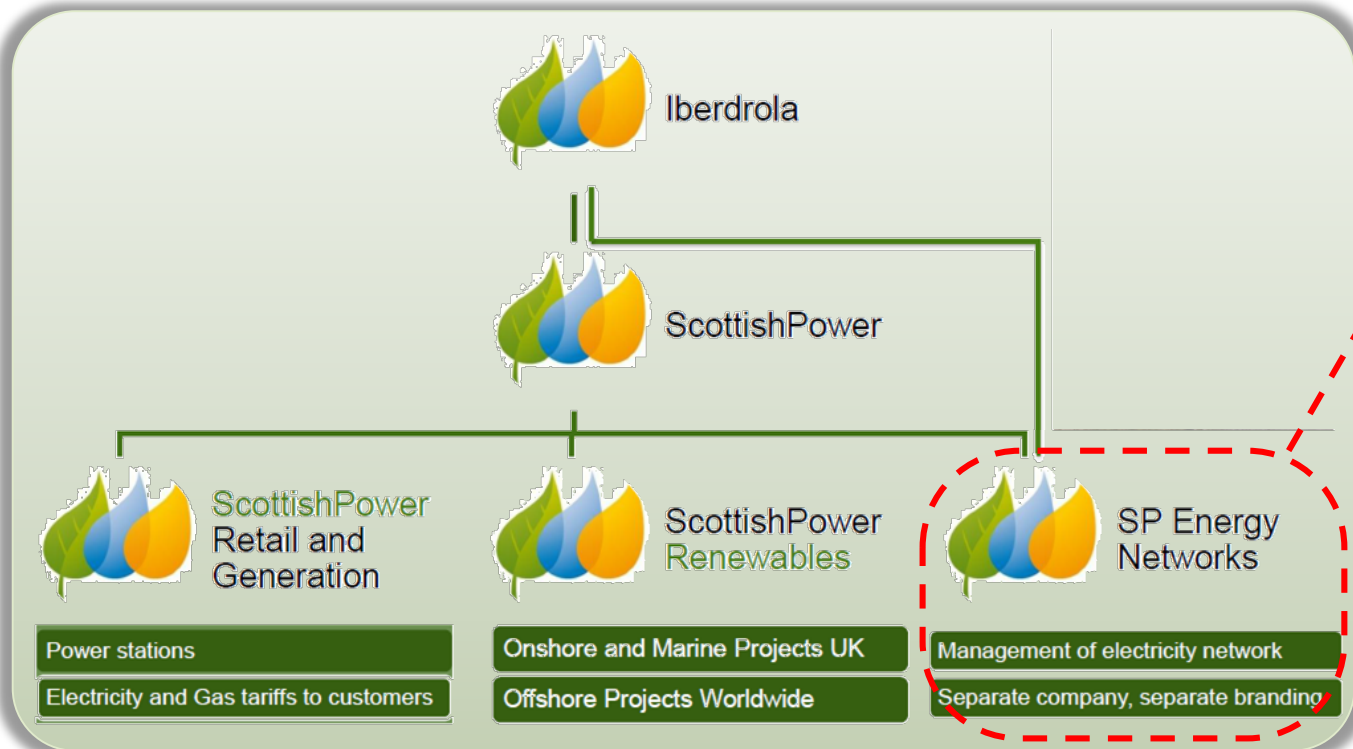 Iberdrola
ScottishPower
ScottishPower
Retail and
Generation
ScottishPower
Renewables
SP Energy
Networks
Power stations
Electricity and Gas tariffs to customers
Onshore and Marine Projects UK
Offshore Projects Worldwide
Management of electricity network
Separate company, separate branding